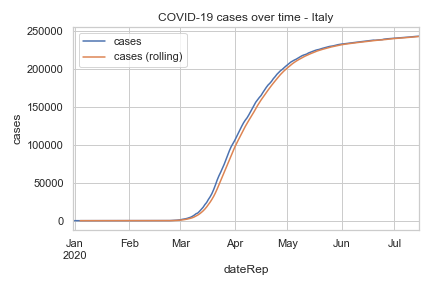 COVID-19 cases over time - Italy
cases
cases (rolling)
250000
200000
150000
100000
50000
0
cases
Jan Feb Mar Apr May Jun Jul
2020
dateRep